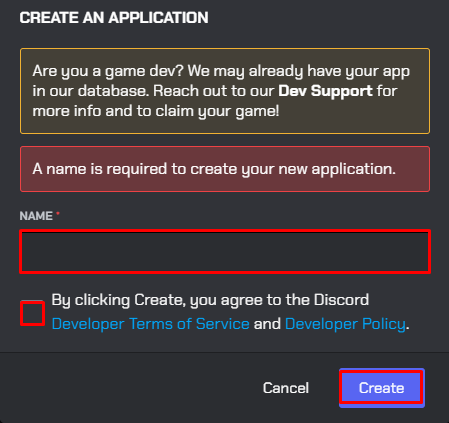 CREATE AN APPLICATION
Are you a game dev? We may already have your app
in our database. Reach out to our Dev Support for
more info and to claim your game!
A name is required to create your new application.
NAME *
By clicking Create, you agree to the Discord
Developer Terms of Service and Developer Policy.
Cancel
Create